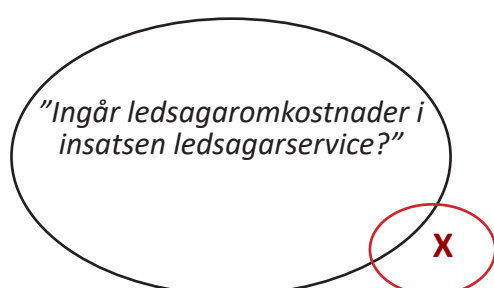 ”Ingår ledsagaromkostnader i
insatsen ledsagarservice?”
X